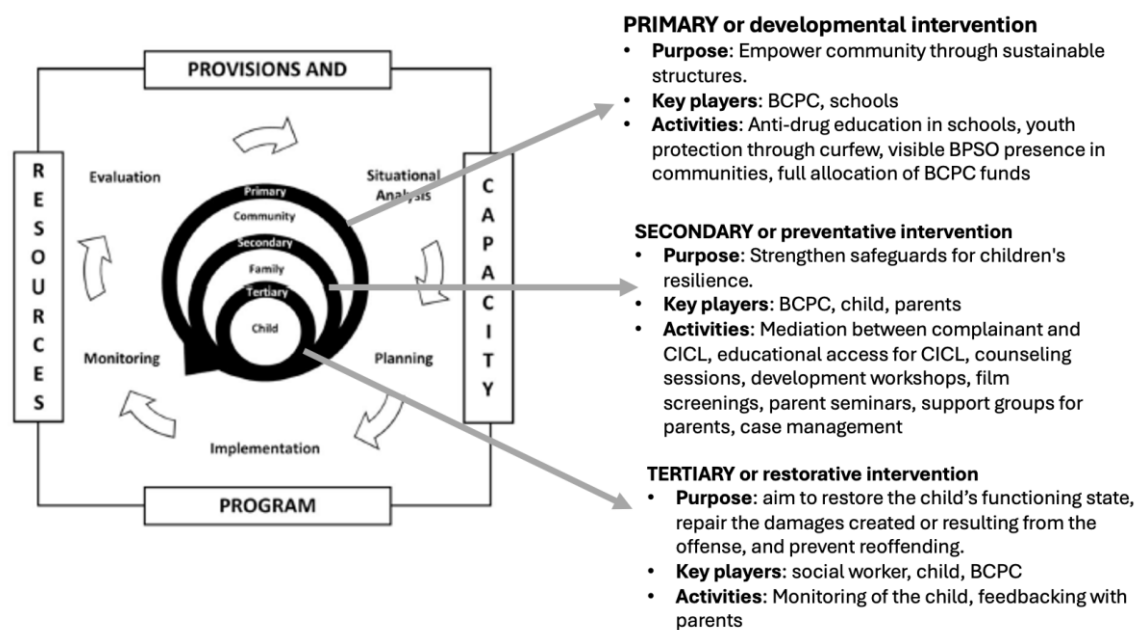 PROVISIONS AND
RESOURCES
CAPACITY
PROGRAM
Evaluation
Situational
Analysis
Monitoring
Planning
Implementation
Primary
Community
Secondary
Family
Tertiary
Child
PRIMARY or developmental intervention
• Purpose: Empower community through sustainable
structures.
• Key players: BCPC, schools
• Activities: Anti-drug education in schools, youth
protection through curfew, visible BPSO presence in
communities, full allocation of BCPC funds
SECONDARY or preventative intervention
• Purpose: Strengthen safeguards for children's
resilience.
• Key players: BCPC, child, parents
• Activities: Mediation between complainant and
CICL, educational access for CICL, counseling
sessions, development workshops, film
screenings, parent seminars, support groups for
parents, case management
TERTIARY or restorative intervention
• Purpose: aim to restore the child’s functioning state,
repair the damages created or resulting from the
offense, and prevent reoffending.
• Key players: social worker, child, BCPC
• Activities: Monitoring of the child, feedbacking with
parents